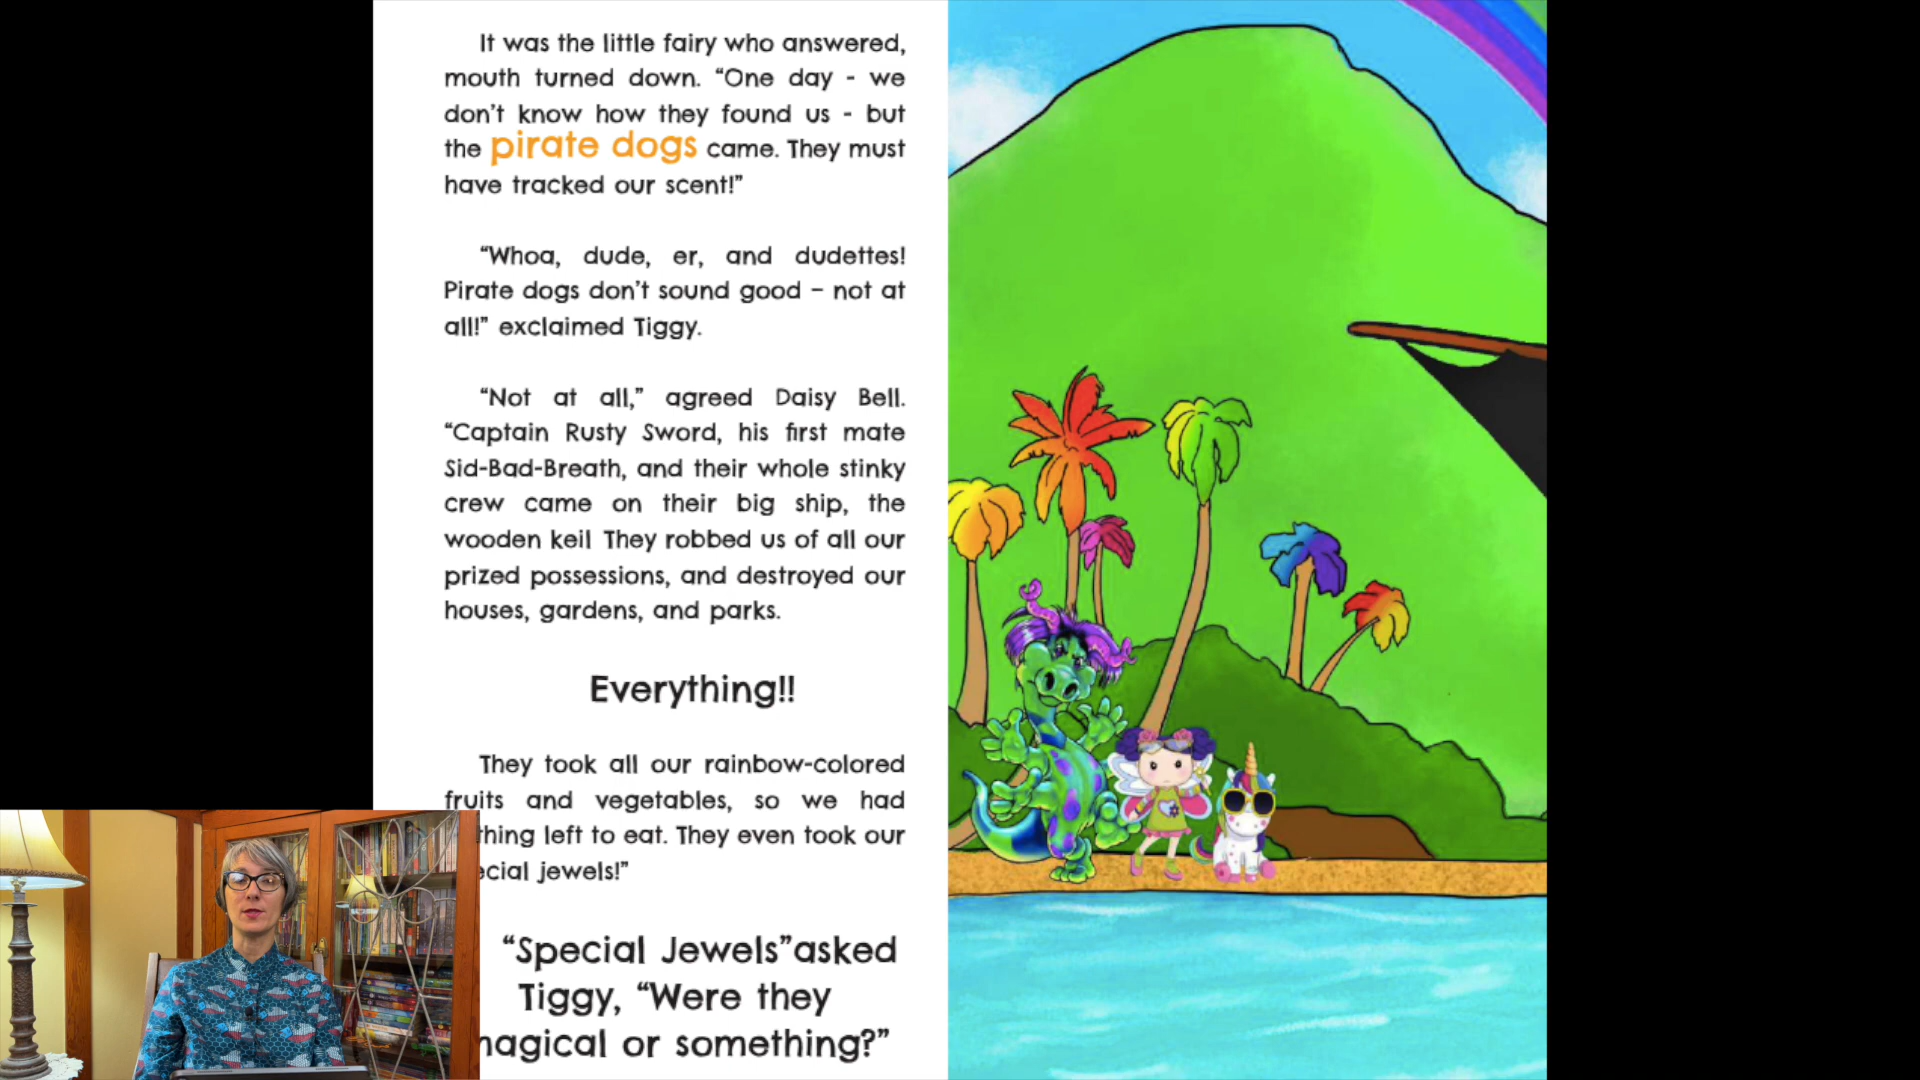 It was the little fairy who answered,
mouth turned down. “One day - we
don’t know how they found us - but
the pirate dogs came. They must
have tracked our scent!”
“Whoa, dude, er, and dudettes!
Pirate dogs don’t sound good – not at
all!” exclaimed Tiggy.
“Not at all,” agreed Daisy Bell.
“Captain Rusty Sword, his first mate
Sid-Bad-Breath, and their whole stinky
crew came on their big ship, the
wooden keil They robbed us of all our
prized possessions, and destroyed our
houses, gardens, and parks.
Everything!!
They took all our rainbow-colored
fruits and vegetables, so we had
thing left to eat. They even took our
ecial jewels!”
“Special Jewels”asked
Tiggy, “Were they
agical or something?”